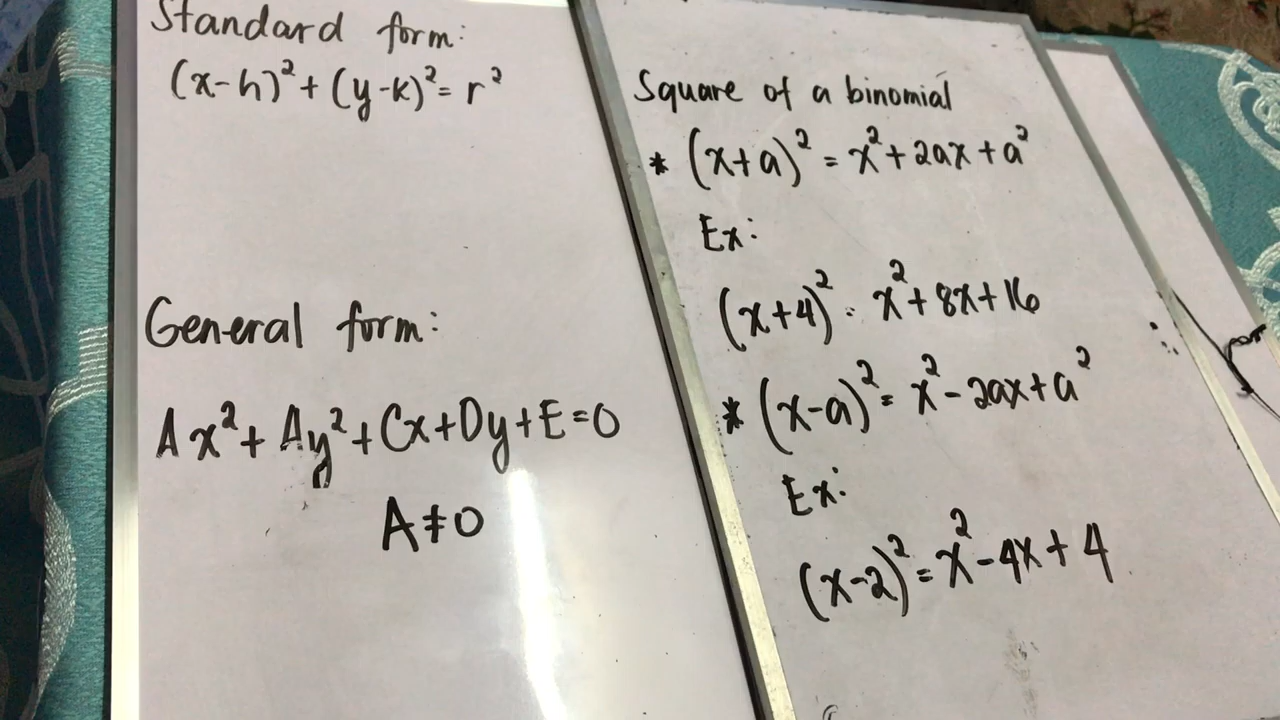 Standard form:
(x-h)²+(y-k)²=r²
General form:
Ax²+Ay²+Cx+Dy+E=0
A≠0
Square of a binomial
* (x+a)²=x²+2ax+a²
Ex:
(x+4)²= x²+8x+16
* (x-a)²= x²-2ax+a²
Ex:
(x-2)²=x²-4x+4